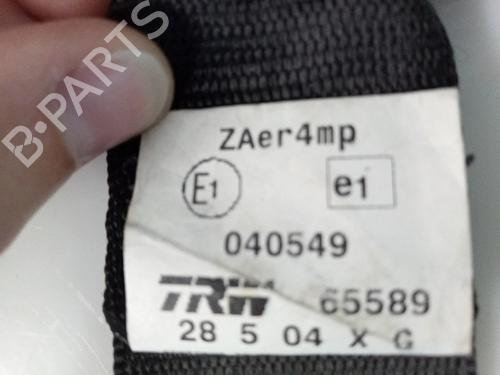 B-PARTS
ZAer4mp
E1 e1
040549
TRW 65589
28 5 04 X G